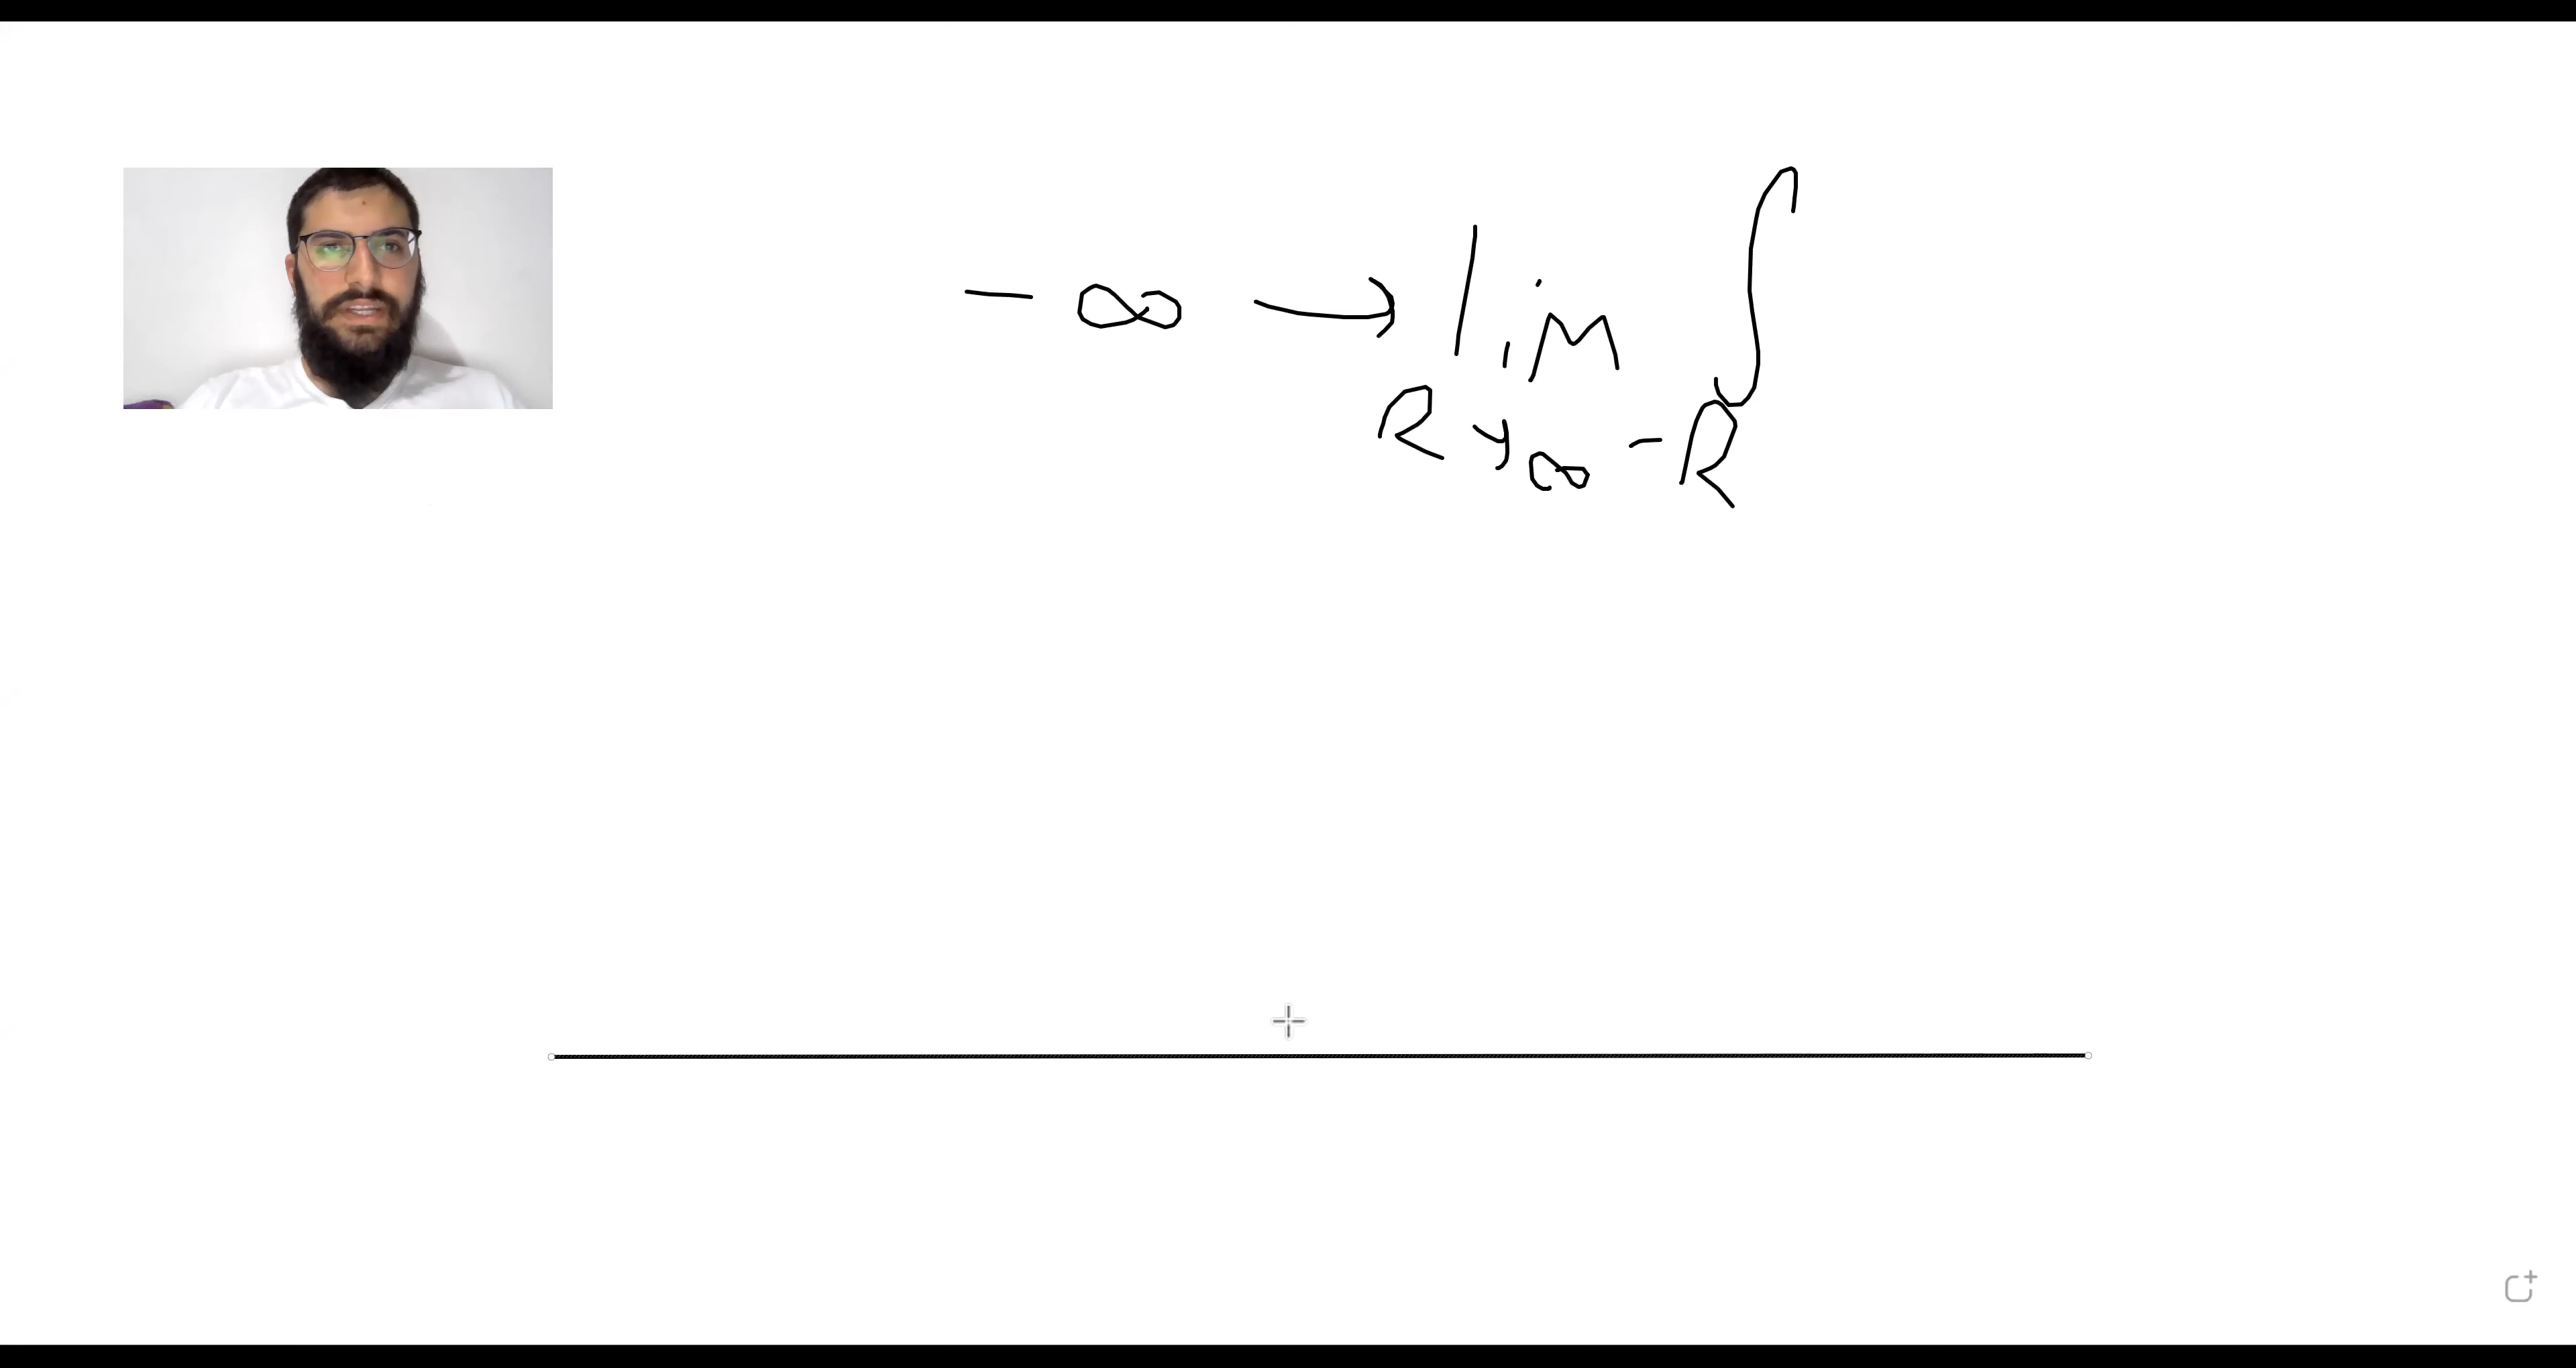 - ∞ → lim ∫
R → ∞ - R